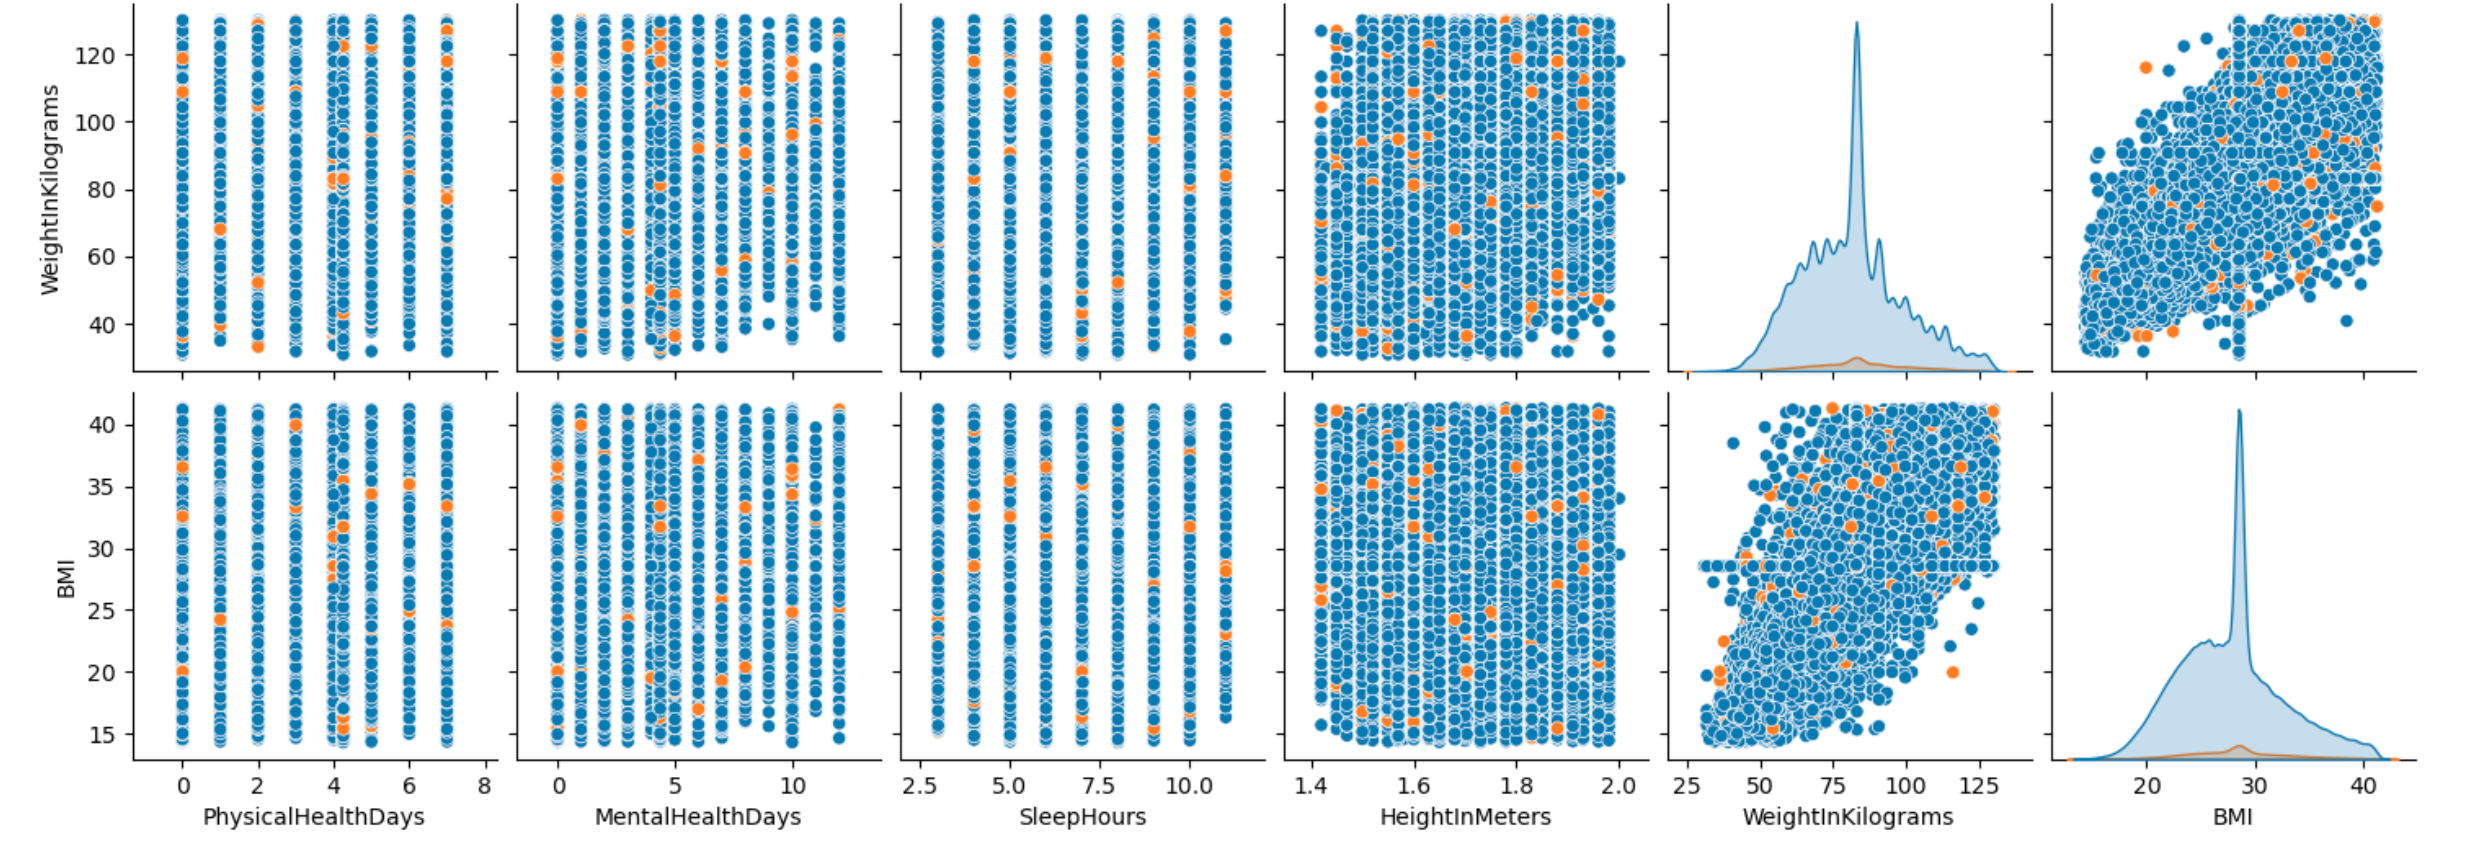 WeightInKilograms
120
100
80
60
40
BMI
40
35
30
25
20
15
0 2 4 6 8
0 5 10
2.5 5.0 7.5 10.0
1.4 1.6 1.8 2.0
25 50 75 100 125
20 30 40
PhysicalHealthDays
MentalHealthDays
SleepHours
HeightInMeters
WeightInKilograms
BMI